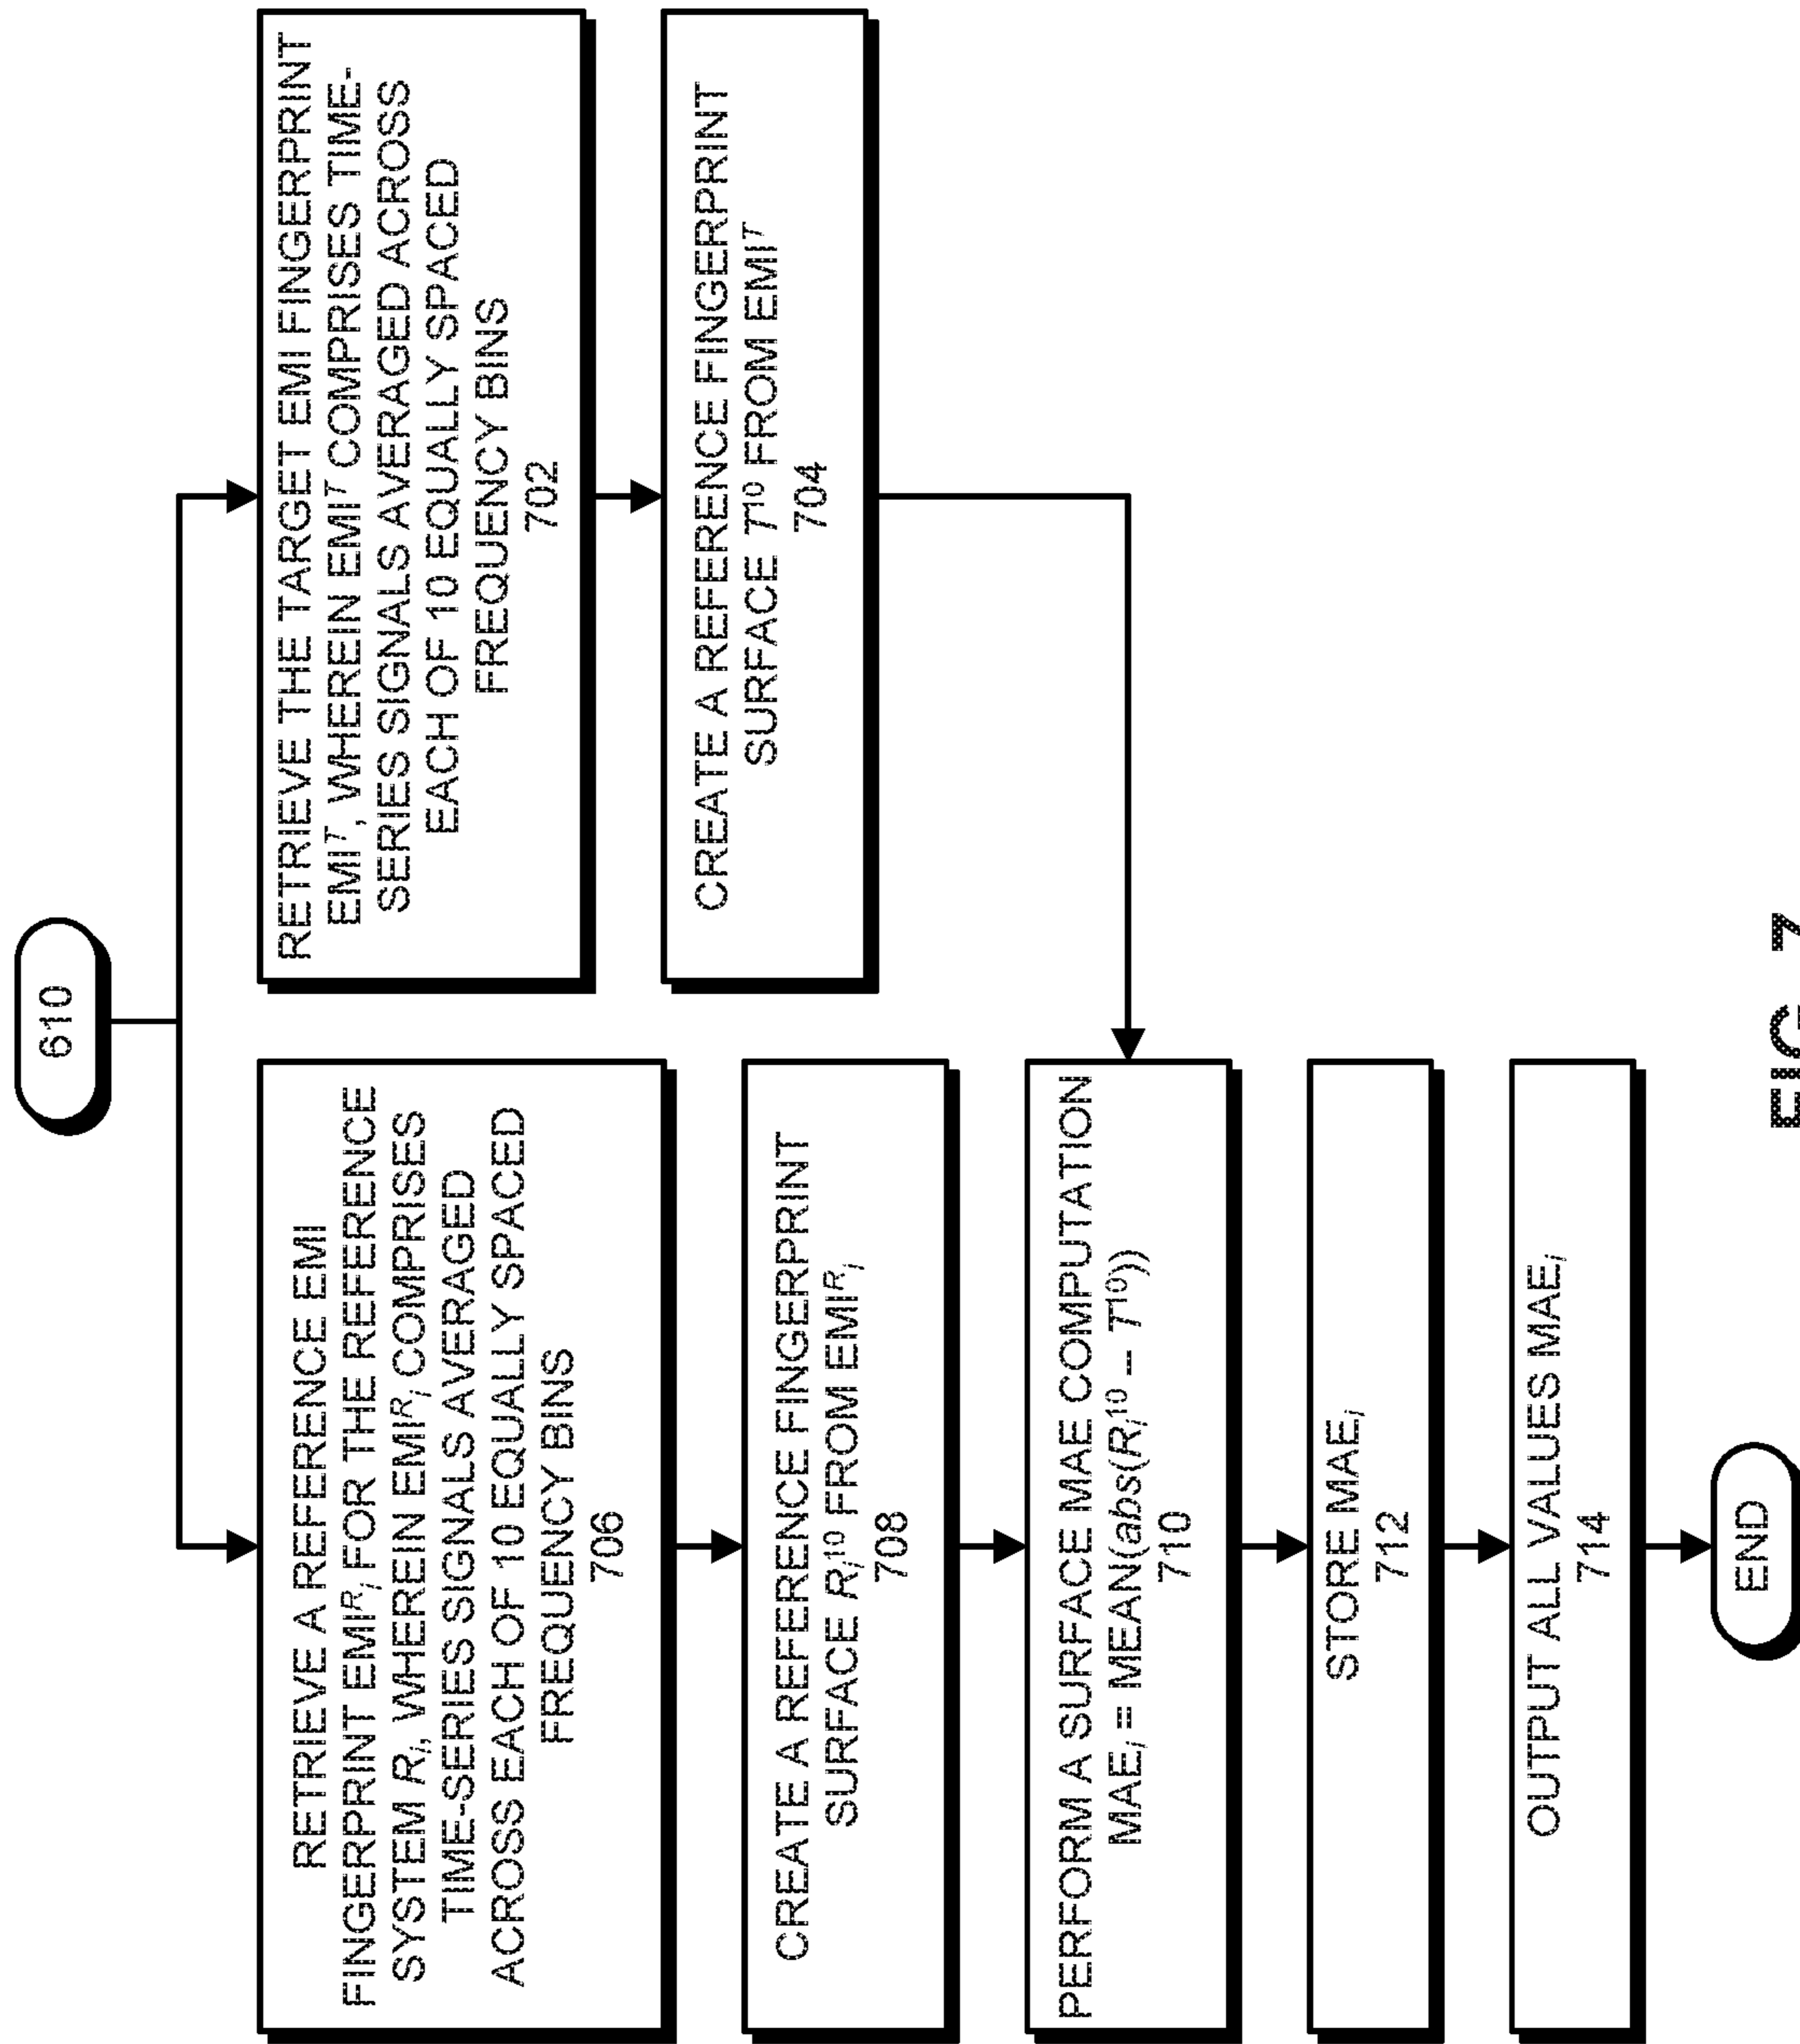 610
RETRIEVE A REFERENCE EMI
FINGERPRINT EMIᴿᵢ FOR THE REFERENCE
SYSTEM Rᵢ, WHEREIN EMIᴿᵢ COMPRISES
TIME-SERIES SIGNALS AVERAGED
ACROSS EACH OF 10 EQUALLY SPACED
FREQUENCY BINS
706
CREATE A REFERENCE FINGERPRINT
SURFACE Rᵢ¹⁰ FROM EMIᴿᵢ
708
PERFORM A SURFACE MAE COMPUTATION
MAEᵢ = MEAN(abs(Rᵢ¹⁰ -- T¹⁰))
710
STORE MAEᵢ
712
OUTPUT ALL VALUES MAEᵢ
714
END
RETRIEVE THE TARGET EMI FINGERPRINT
EMIᵀ, WHEREIN EMIᵀ COMPRISES TIME-
SERIES SIGNALS AVERAGED ACROSS
EACH OF 10 EQUALLY SPACED
FREQUENCY BINS
702
CREATE A REFERENCE FINGERPRINT
SURFACE T¹⁰ FROM EMIᵀ
704
FIG. 7